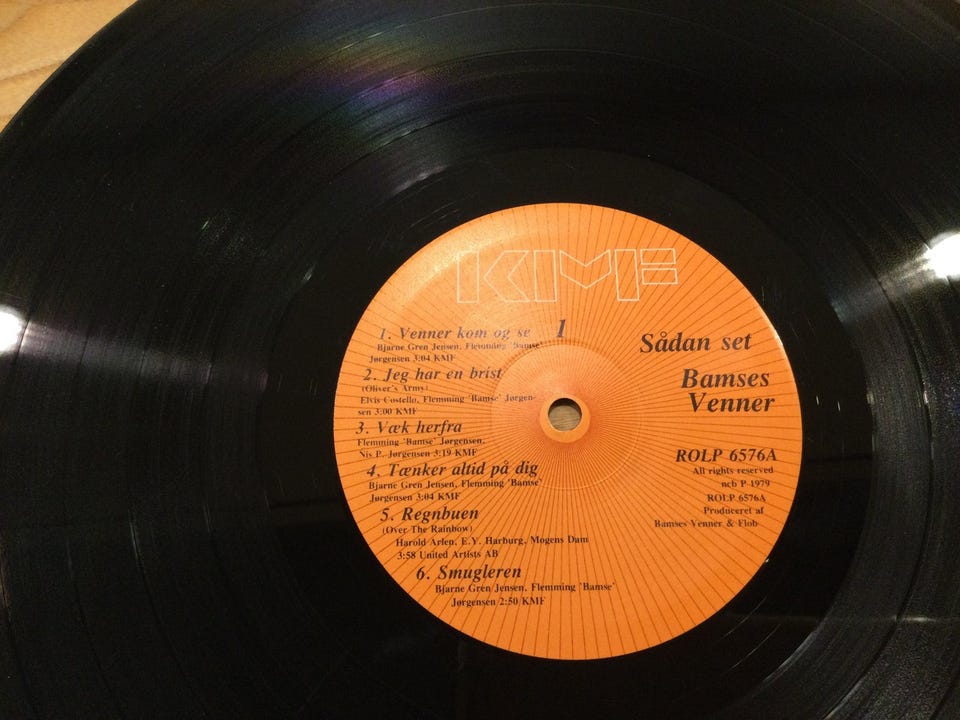 KMF
1
1. Venner kom og se
Bjarne Gren Jensen, Flemming 'Bamse'
Jørgensen 3:04 KMF
2. Jeg har en brist
(Oliver's Army)
Elvis Costello, Flemming 'Bamse' Jørgen-
sen 3:00 KMF
3. Væk herfra
Flemming 'Bamse' Jørgensen,
Nis P. Jørgensen 3:19 KMF
4. Tænker altid på dig
Bjarne Gren Jensen, Flemming 'Bamse'
Jørgensen 3:04 KMF
5. Regnbuen
(Over The Rainbow)
Harold Arlen, E.Y. Harburg, Mogens Dam
3:58 United Artists AB
6. Smugleren
Bjarne Gren Jensen, Flemming 'Bamse'
Jørgensen 2:50 KMF
Sådan set
Bamses
Venner
ROLP 6576A
All rights reserved
ncb P 1979
ROLP 6576A
Produceret af
Bamses Venner & Flob